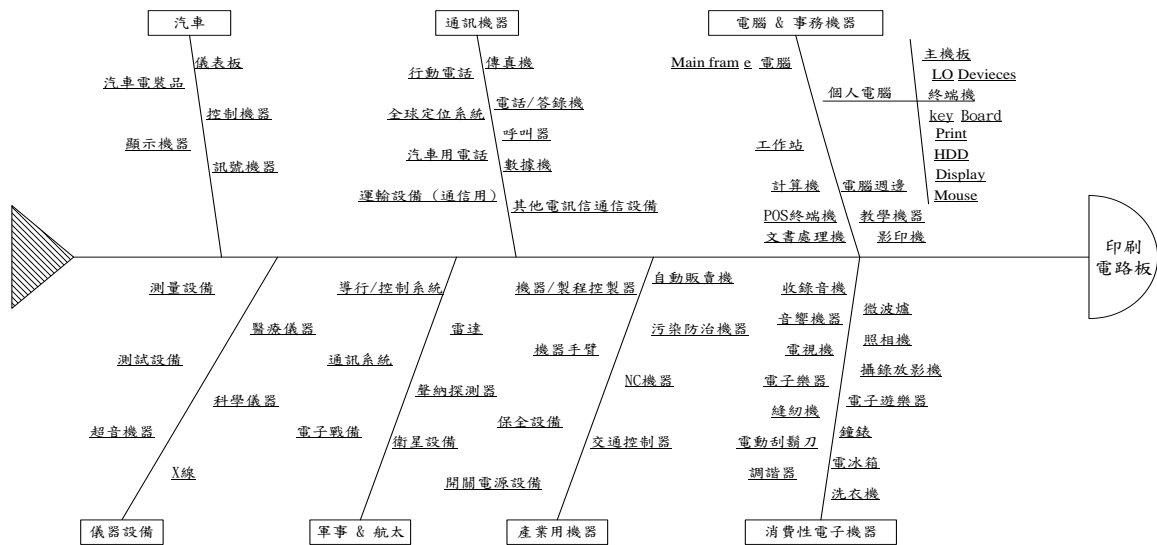 汽車
儀表板
汽車電裝品
控制機器
顯示機器
訊號機器
通訊機器
傳真機
行動電話
電話/答錄機
全球定位系統
呼叫器
汽車用電話
數據機
運輸設備（通信用）
其他電訊信通信設備
電腦 & 事務機器
Main fram e 電腦
個人電腦
主機板
LO Devieces
終端機
key Board
Print
HDD
Display
Mouse
工作站
計算機
電腦週邊
POS終端機
教學機器
文書處理機
影印機
印刷
電路板
測量設備
醫療儀器
測試設備
科學儀器
超音機器
X線
儀器設備
導行/控制系統
雷達
通訊系統
聲納探測器
電子戰備
衛星設備
軍事 & 航太
機器/製程控製器
自動販賣機
污染防治機器
機器手臂
NC機器
保全設備
交通控制器
開關電源設備
產業用機器
收錄音機
微波爐
音響機器
照相機
電視機
攝錄放影機
電子樂器
電子遊樂器
縫紉機
鐘錶
電動刮鬍刀
電冰箱
調諧器
洗衣機
消費性電子機器